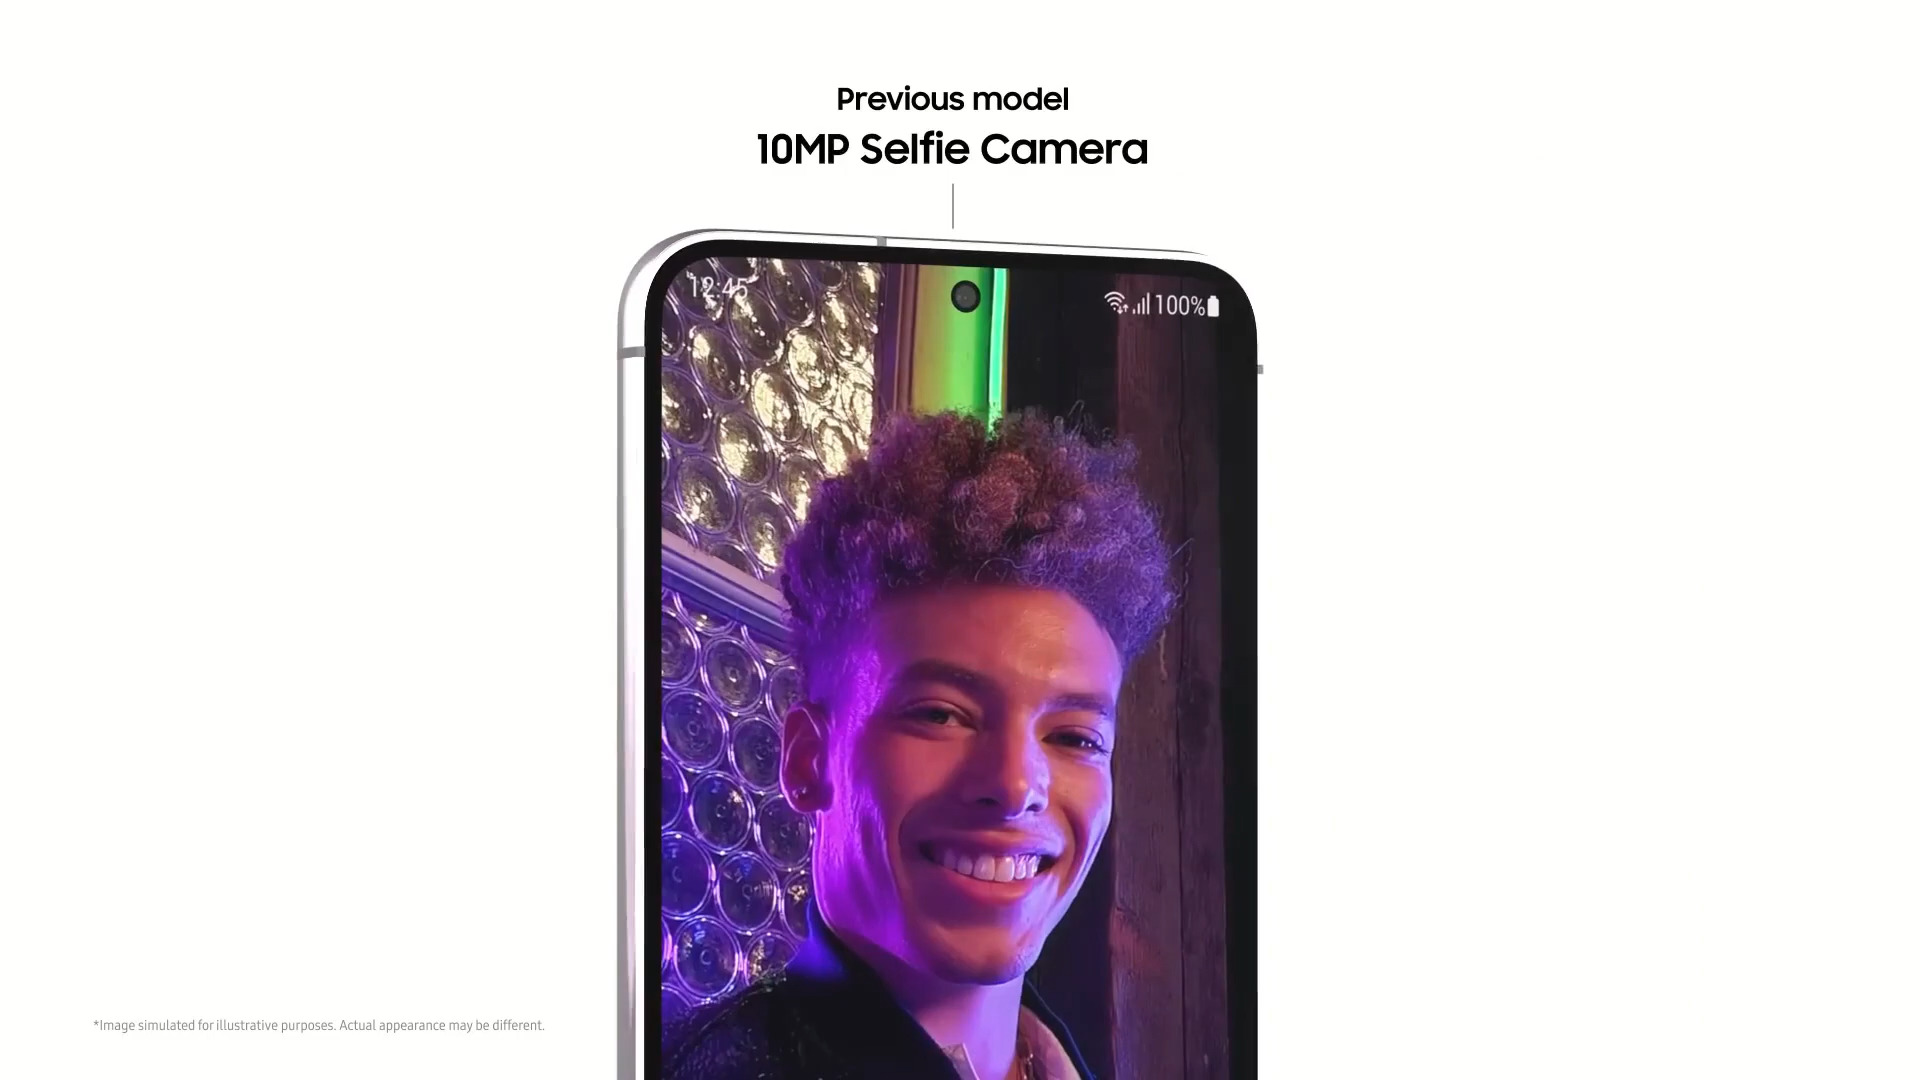 Previous model
10MP Selfie Camera
12:45
100%
*Image simulated for illustrative purposes. Actual appearance may be different.